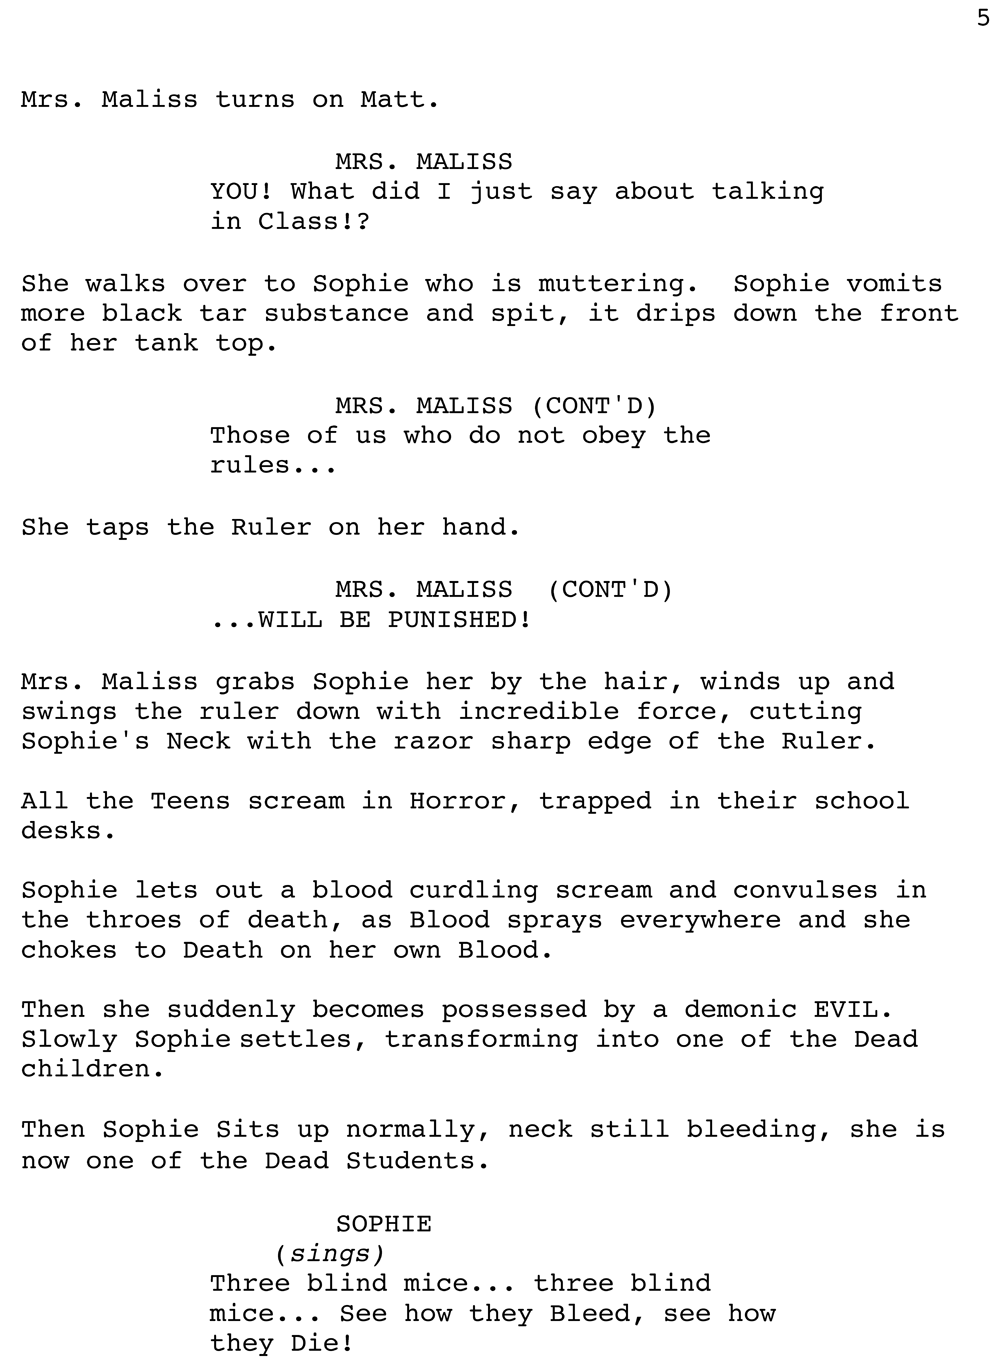 5
Mrs. Maliss turns on Matt.
MRS. MALISS
YOU! What did I just say about talking
in Class!?
She walks over to Sophie who is muttering.  Sophie vomits
more black tar substance and spit, it drips down the front
of her tank top.
MRS. MALISS (CONT'D)
Those of us who do not obey the
rules...
She taps the Ruler on her hand.
MRS. MALISS  (CONT'D)
...WILL BE PUNISHED!
Mrs. Maliss grabs Sophie her by the hair, winds up and
swings the ruler down with incredible force, cutting
Sophie's Neck with the razor sharp edge of the Ruler.
All the Teens scream in Horror, trapped in their school
desks.
Sophie lets out a blood curdling scream and convulses in
the throes of death, as Blood sprays everywhere and she
chokes to Death on her own Blood.
Then she suddenly becomes possessed by a demonic EVIL.
Slowly Sophie settles, transforming into one of the Dead
children.
Then Sophie Sits up normally, neck still bleeding, she is
now one of the Dead Students.
SOPHIE
(sings)
Three blind mice... three blind
mice... See how they Bleed, see how
they Die!